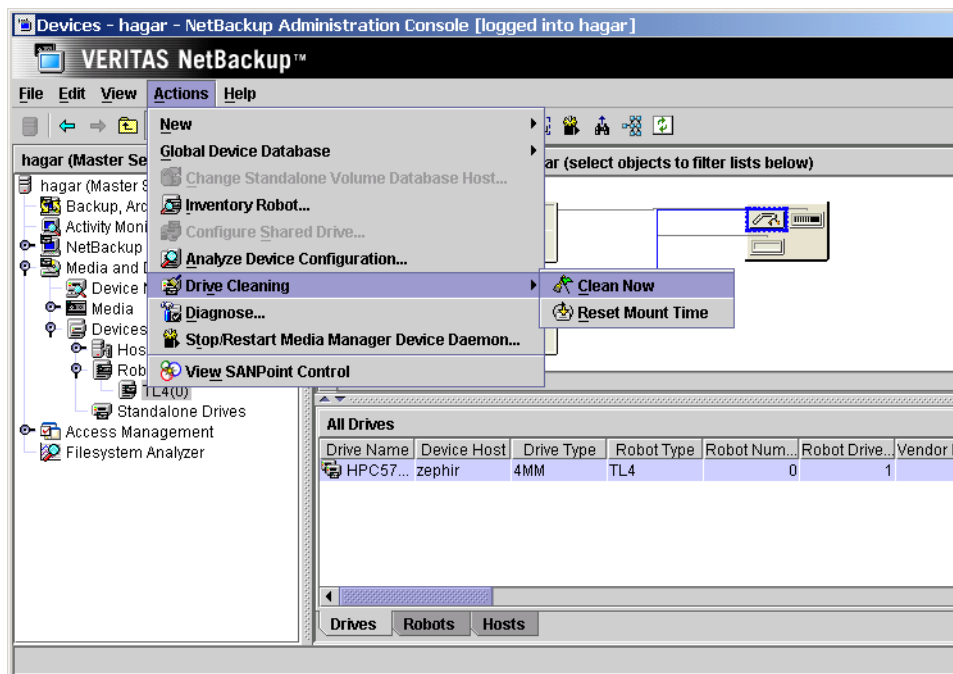 Devices - hagar - NetBackup Administration Console [logged into hagar]
VERITAS NetBackup™
File Edit View Actions Help
New
Global Device Database
Change Standalone Volume Database Host...
Inventory Robot...
Configure Shared Drive...
Analyze Device Configuration...
Drive Cleaning
Diagnose...
Stop/Restart Media Manager Device Daemon...
View SANPoint Control
Clean Now
Reset Mount Time
hagar (Master Se
ar (select objects to filter lists below)
hagar (Master S
Backup, Arc
Activity Moni
NetBackup
Media and
Device
Media
Devices
Hos
Rob
TL4(0)
Standalone Drives
Access Management
Filesystem Analyzer
All Drives
Drive Name Device Host Drive Type Robot Type Robot Num... Robot Drive... Vendor
HPC57... zephir 4MM TL4 0 1
Drives Robots Hosts